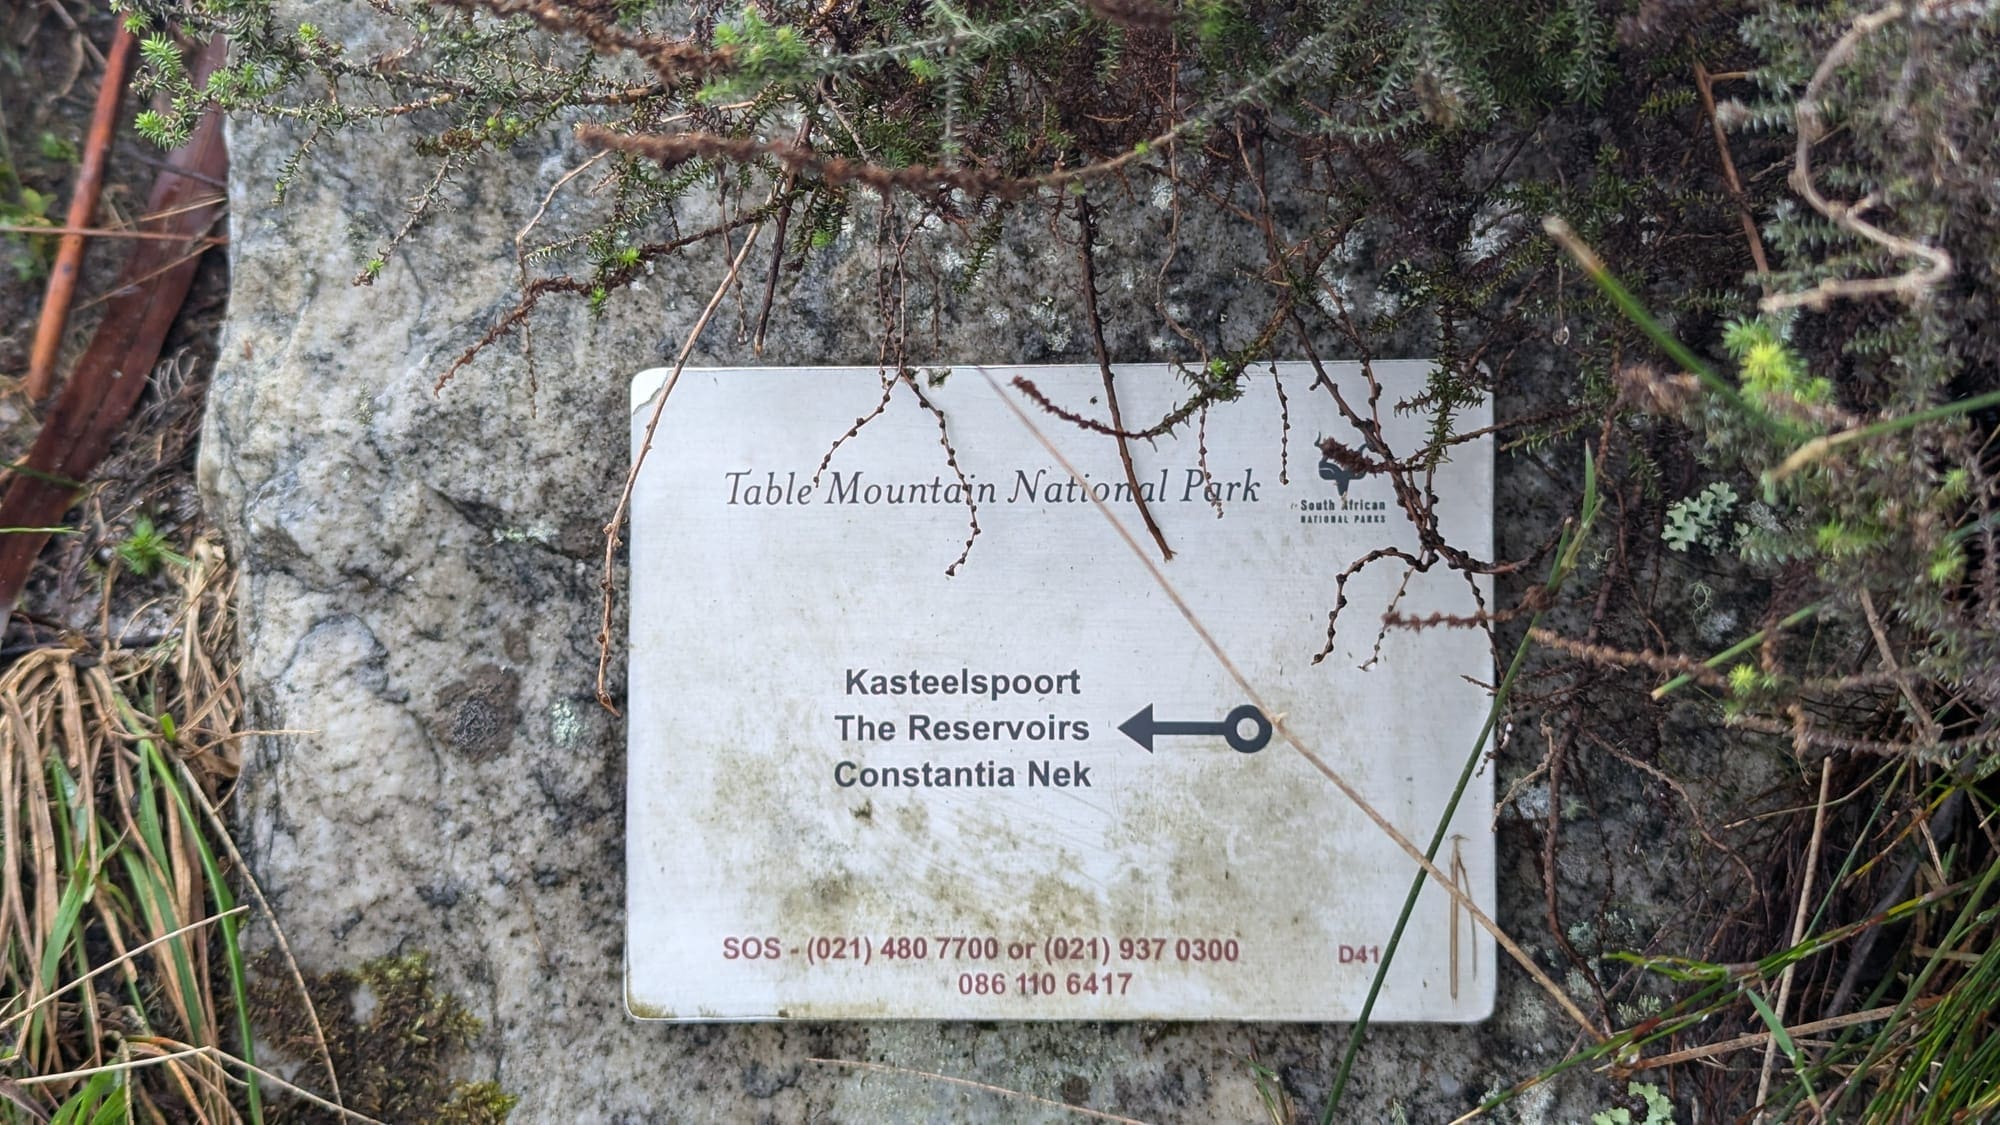 Table Mountain National Park
South African
NATIONAL PARKS
Kasteelspoort
The Reservoirs
Constantia Nek
SOS - (021) 480 7700 or (021) 937 0300
086 110 6417
D41